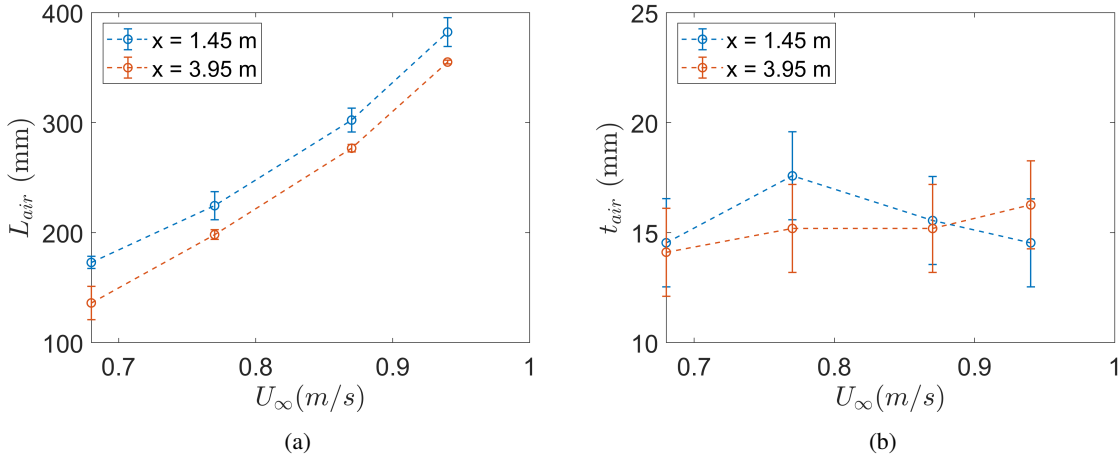 400
300
200
100
L_air (mm)
x = 1.45 m
x = 3.95 m
0.7 0.8 0.9 1
U_∞(m/s)
(a)
25
20
15
10
t_air (mm)
x = 1.45 m
x = 3.95 m
0.7 0.8 0.9 1
U_∞(m/s)
(b)